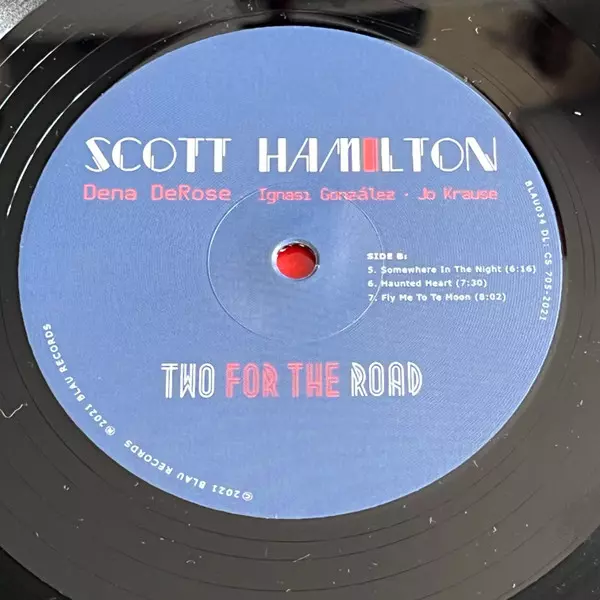 SCOTT HAMILTON
Dena DeRose Ignasi González · Jo Krause
SIDE B:
5. Somewhere In The Night (6:16)
6. Haunted Heart (7:30)
7. Fly Me To Te Moon (8:02)
TWO FOR THE ROAD
BLAU034 DL: CS 705-2021
℗2021 BLAU RECORDS
©2021 BLAU RECORDS